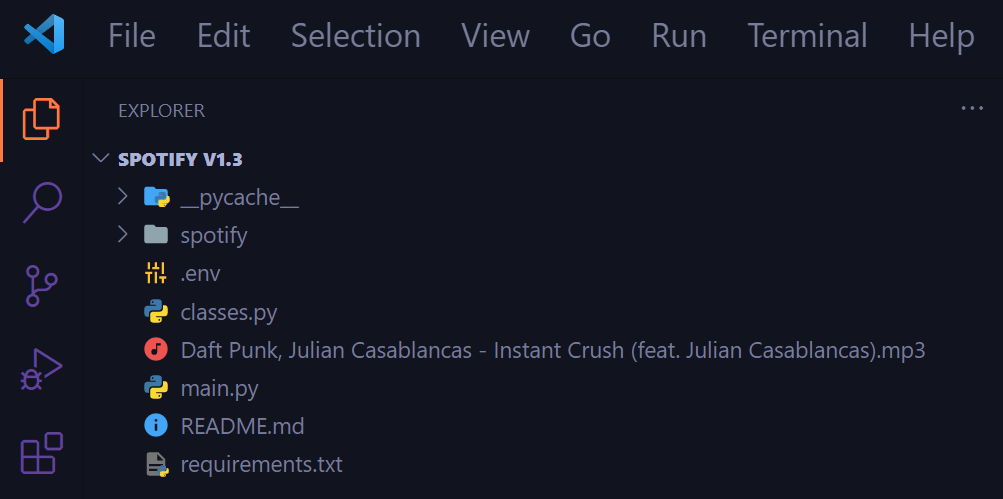 File Edit Selection View Go Run Terminal Help
EXPLORER
SPOTIFY V1.3
__pycache__
spotify
.env
classes.py
Daft Punk, Julian Casablancas - Instant Crush (feat. Julian Casablancas).mp3
main.py
README.md
requirements.txt